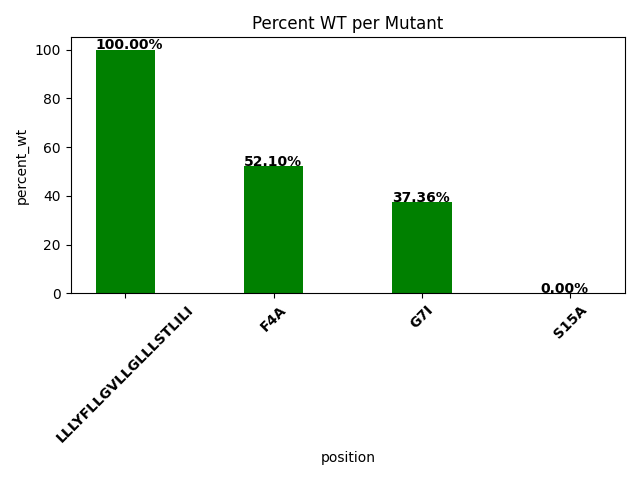 Percent WT per Mutant
percent_wt
100
80
60
40
20
0
100.00%
52.10%
37.36%
0.00%
LLLYFLLGVLLGLLLSTLILI
F4A
G7I
S15A
position